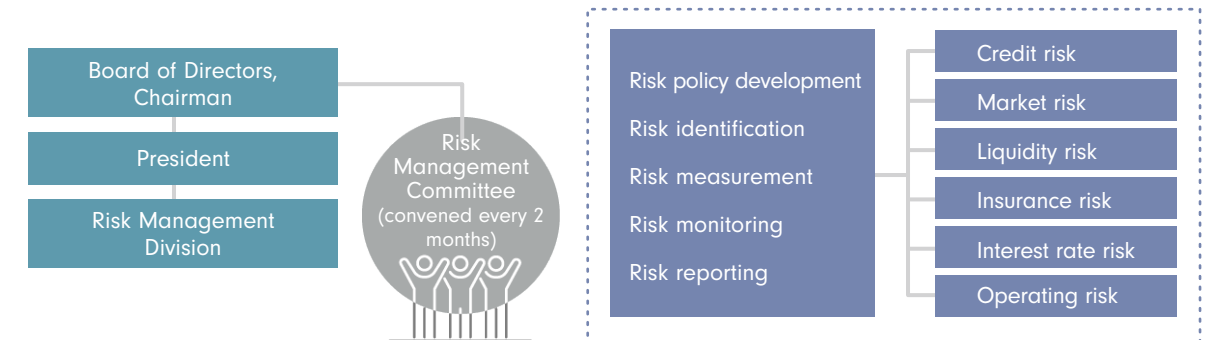 Board of Directors,
Chairman
President
Risk Management
Division
Risk
Management
Committee
(convened every 2
months)
Risk policy development
Risk identification
Risk measurement
Risk monitoring
Risk reporting
Credit risk
Market risk
Liquidity risk
Insurance risk
Interest rate risk
Operating risk